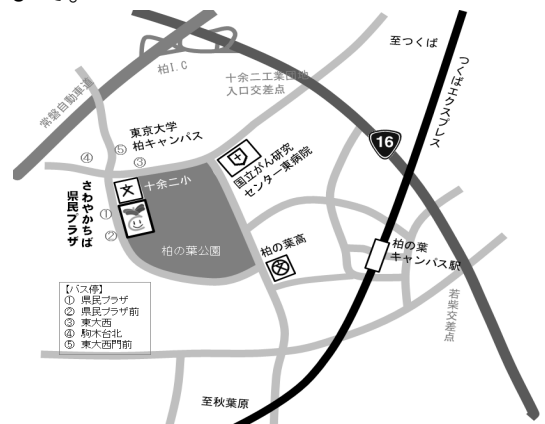 柏I.C
至つくば
十余二工業団地
入口交差点
つくばエクスプレス
常磐自動車道
16
東京大学
柏キャンパス
⑤
③
④
国立がん研究
センター東病院
十余二小
文
さわやかちば
県民プラザ
①
②
柏の葉公園
柏の葉高
柏の葉
キャンパス駅
若柴交差点
【バス停】
① 県民プラザ
② 県民プラザ前
③ 東大西
④ 駒木台北
⑤ 東大西門前
至秋葉原